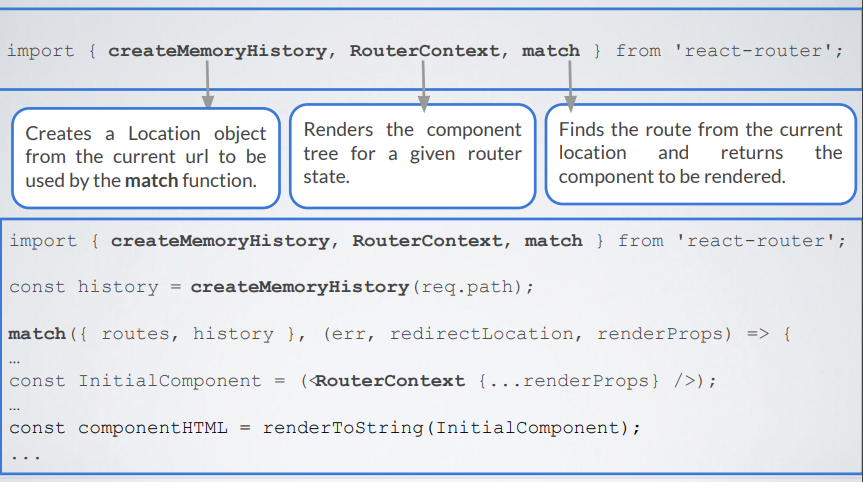 import { createMemoryHistory, RouterContext, match } from 'react-router';
Creates a Location object
from the current url to be
used by the match function.
Renders the component
tree for a given router
state.
Finds the route from the current
location and returns the
component to be rendered.
import { createMemoryHistory, RouterContext, match } from 'react-router';
const history = createMemoryHistory(req.path);
match({ routes, history }, (err, redirectLocation, renderProps) => {
…
const InitialComponent = (<RouterContext {...renderProps} />);
…
const componentHTML = renderToString(InitialComponent);
...